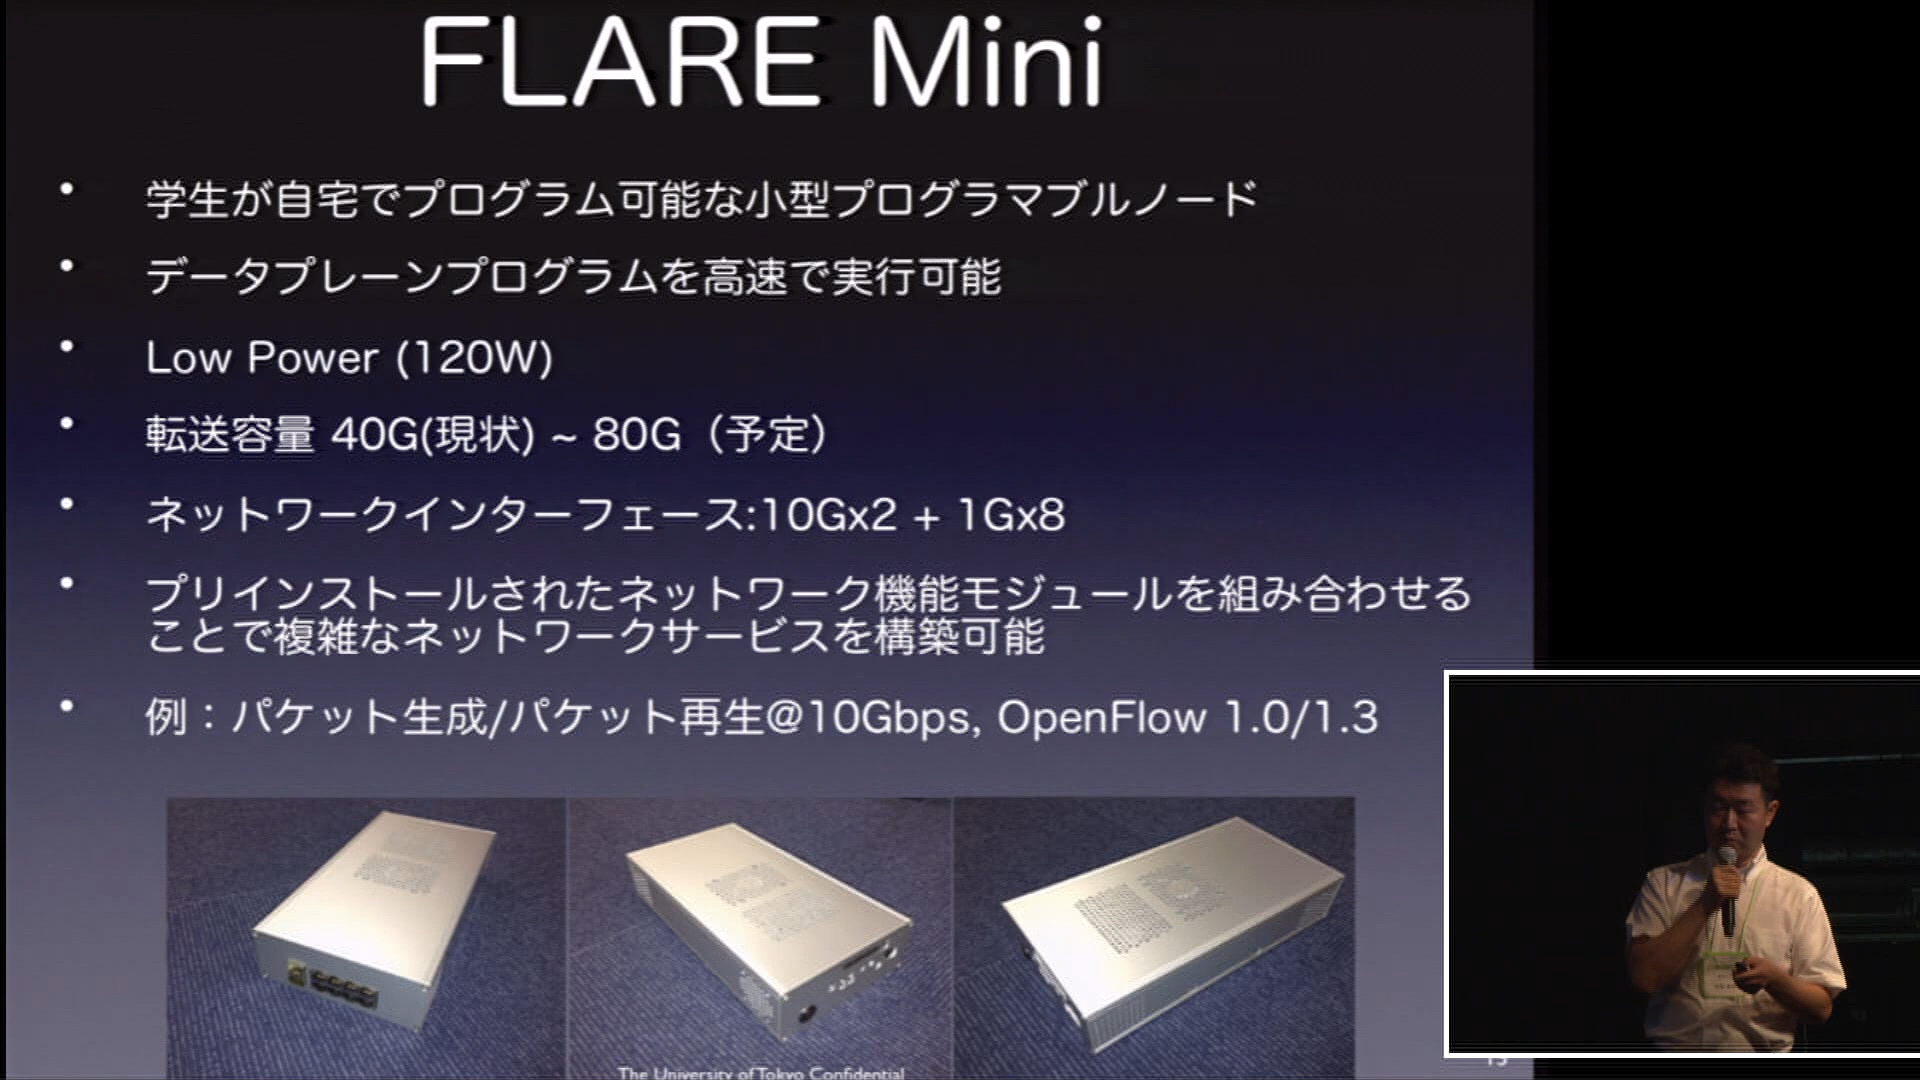 FLARE Mini
• 学生が自宅でプログラム可能な小型プログラマブルノード
• データプレーンプログラムを高速で実行可能
• Low Power (120W)
• 転送容量 40G(現状) ~ 80G（予定）
• ネットワークインターフェース:10Gx2 + 1Gx8
• プリインストールされたネットワーク機能モジュールを組み合わせる
ことで複雑なネットワークサービスを構築可能
• 例：パケット生成/パケット再生@10Gbps, OpenFlow 1.0/1.3
The University of Tokyo Confidential